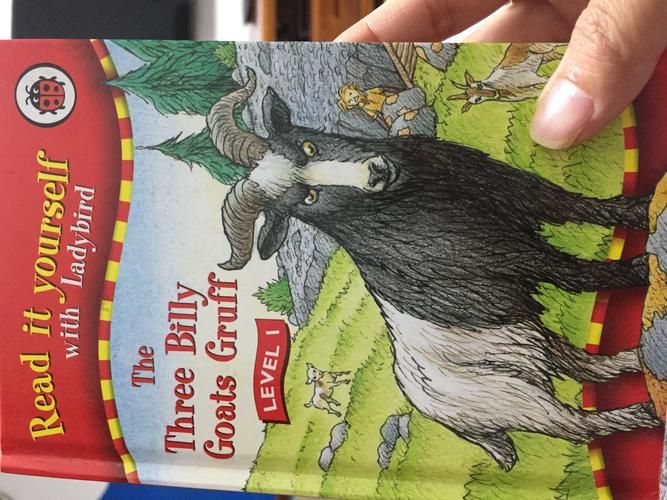 Read it yourself
with Ladybird
The
Three Billy
Goats Gruff
LEVEL 1